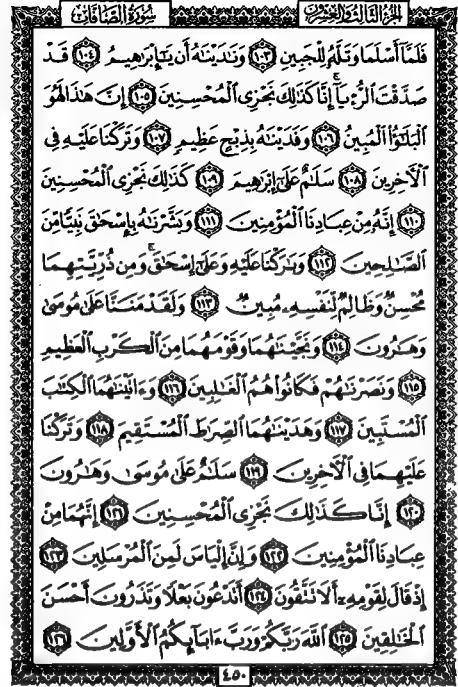 الجزء الثالث والعشرون سورة الصافات
فَلَمَّآ أَسْلَمَا وَتَلَّهُۥ لِلْجَبِينِ ١٠٣ وَنَٰدَيْنَٰهُ أَن يَٰٓإِبْرَٰهِيمُ ١٠٤ قَدْ
صَدَّقْتَ ٱلرُّءْيَآ ۚ إِنَّا كَذَٰلِكَ نَجْزِى ٱلْمُحْسِنِينَ ١٠٥ إِنَّ هَٰذَا لَهُوَ
ٱلْبَلَٰٓؤُا۟ ٱلْمُبِينُ ١٠٦ وَفَدَيْنَٰهُ بِذِبْحٍ عَظِيمٍ ١٠٧ وَتَرَكْنَا عَلَيْهِ فِى
ٱلْءَاخِرِينَ ١٠٨ سَلَٰمٌ عَلَىٰٓ إِبْرَٰهِيمَ ١٠٩ كَذَٰلِكَ نَجْزِى ٱلْمُحْسِنِينَ
١١٠ إِنَّهُۥ مِنْ عِبَادِنَا ٱلْمُؤْمِنِينَ ١١١ وَبَشَّرْنَٰهُ بِإِسْحَٰقَ نَبِيًّا مِّنَ
ٱلصَّٰلِحِينَ ١١٢ وَبَٰرَكْنَا عَلَيْهِ وَعَلَىٰٓ إِسْحَٰقَ ۚ وَمِن ذُرِّيَّتِهِمَا
مُحْسِنٌ وَظَالِمٌ لِّنَفْسِهِۦ مُبِينٌ ١١٣ وَلَقَدْ مَنَنَّا عَلَىٰ مُوسَىٰ
وَهَٰرُونَ ١١٤ وَنَجَّيْنَٰهُمَا وَقَوْمَهُمَا مِنَ ٱلْكَرْبِ ٱلْعَظِيمِ
١١٥ وَنَصَرْنَٰهُمْ فَكَانُوا۟ هُمُ ٱلْغَٰلِبِينَ ١١٦ وَءَاتَيْنَٰهُمَا ٱلْكِتَٰبَ
ٱلْمُسْتَبِينَ ١١٧ وَهَدَيْنَٰهُمَا ٱلصِّرَٰطَ ٱلْمُسْتَقِيمَ ١١٨ وَتَرَكْنَا
عَلَيْهِمَا فِى ٱلْءَاخِرِينَ ١١٩ سَلَٰمٌ عَلَىٰ مُوسَىٰ وَهَٰرُونَ
١٢٠ إِنَّا كَذَٰلِكَ نَجْزِى ٱلْمُحْسِنِينَ ١٢١ إِنَّهُمَا مِنْ
عِبَادِنَا ٱلْمُؤْمِنِينَ ١٢٢ وَإِنَّ إِلْيَاسَ لَمِنَ ٱلْمُرْسَلِينَ ١٢٣
إِذْ قَالَ لِقَوْمِهِۦٓ أَلَا تَتَّقُونَ ١٢٤ أَتَدْعُونَ بَعْلًا وَتَذَرُونَ أَحْسَنَ
ٱلْخَٰلِقِينَ ١٢٥ ٱللَّهَ رَبَّكُمْ وَرَبَّ ءَابَآئِكُمُ ٱلْأَوَّلِينَ ١٢٦
٤٥٠